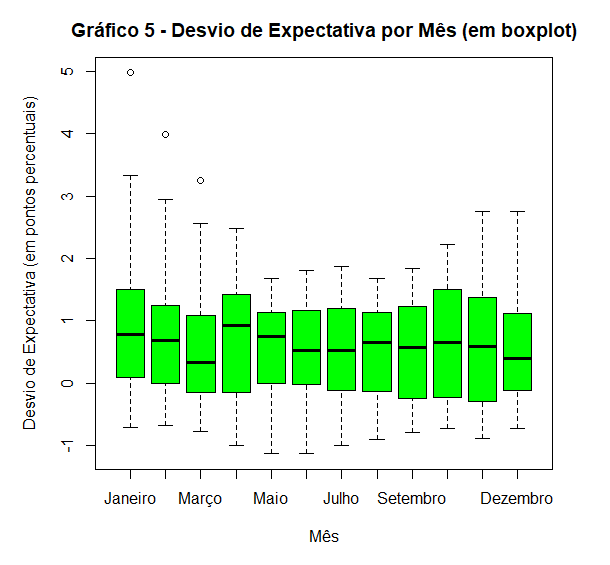 Gráfico 5 - Desvio de Expectativa por Mês (em boxplot)
Desvio de Expectativa (em pontos percentuais)
5
4
3
2
1
0
-1
Janeiro Março Maio Julho Setembro Dezembro
Mês